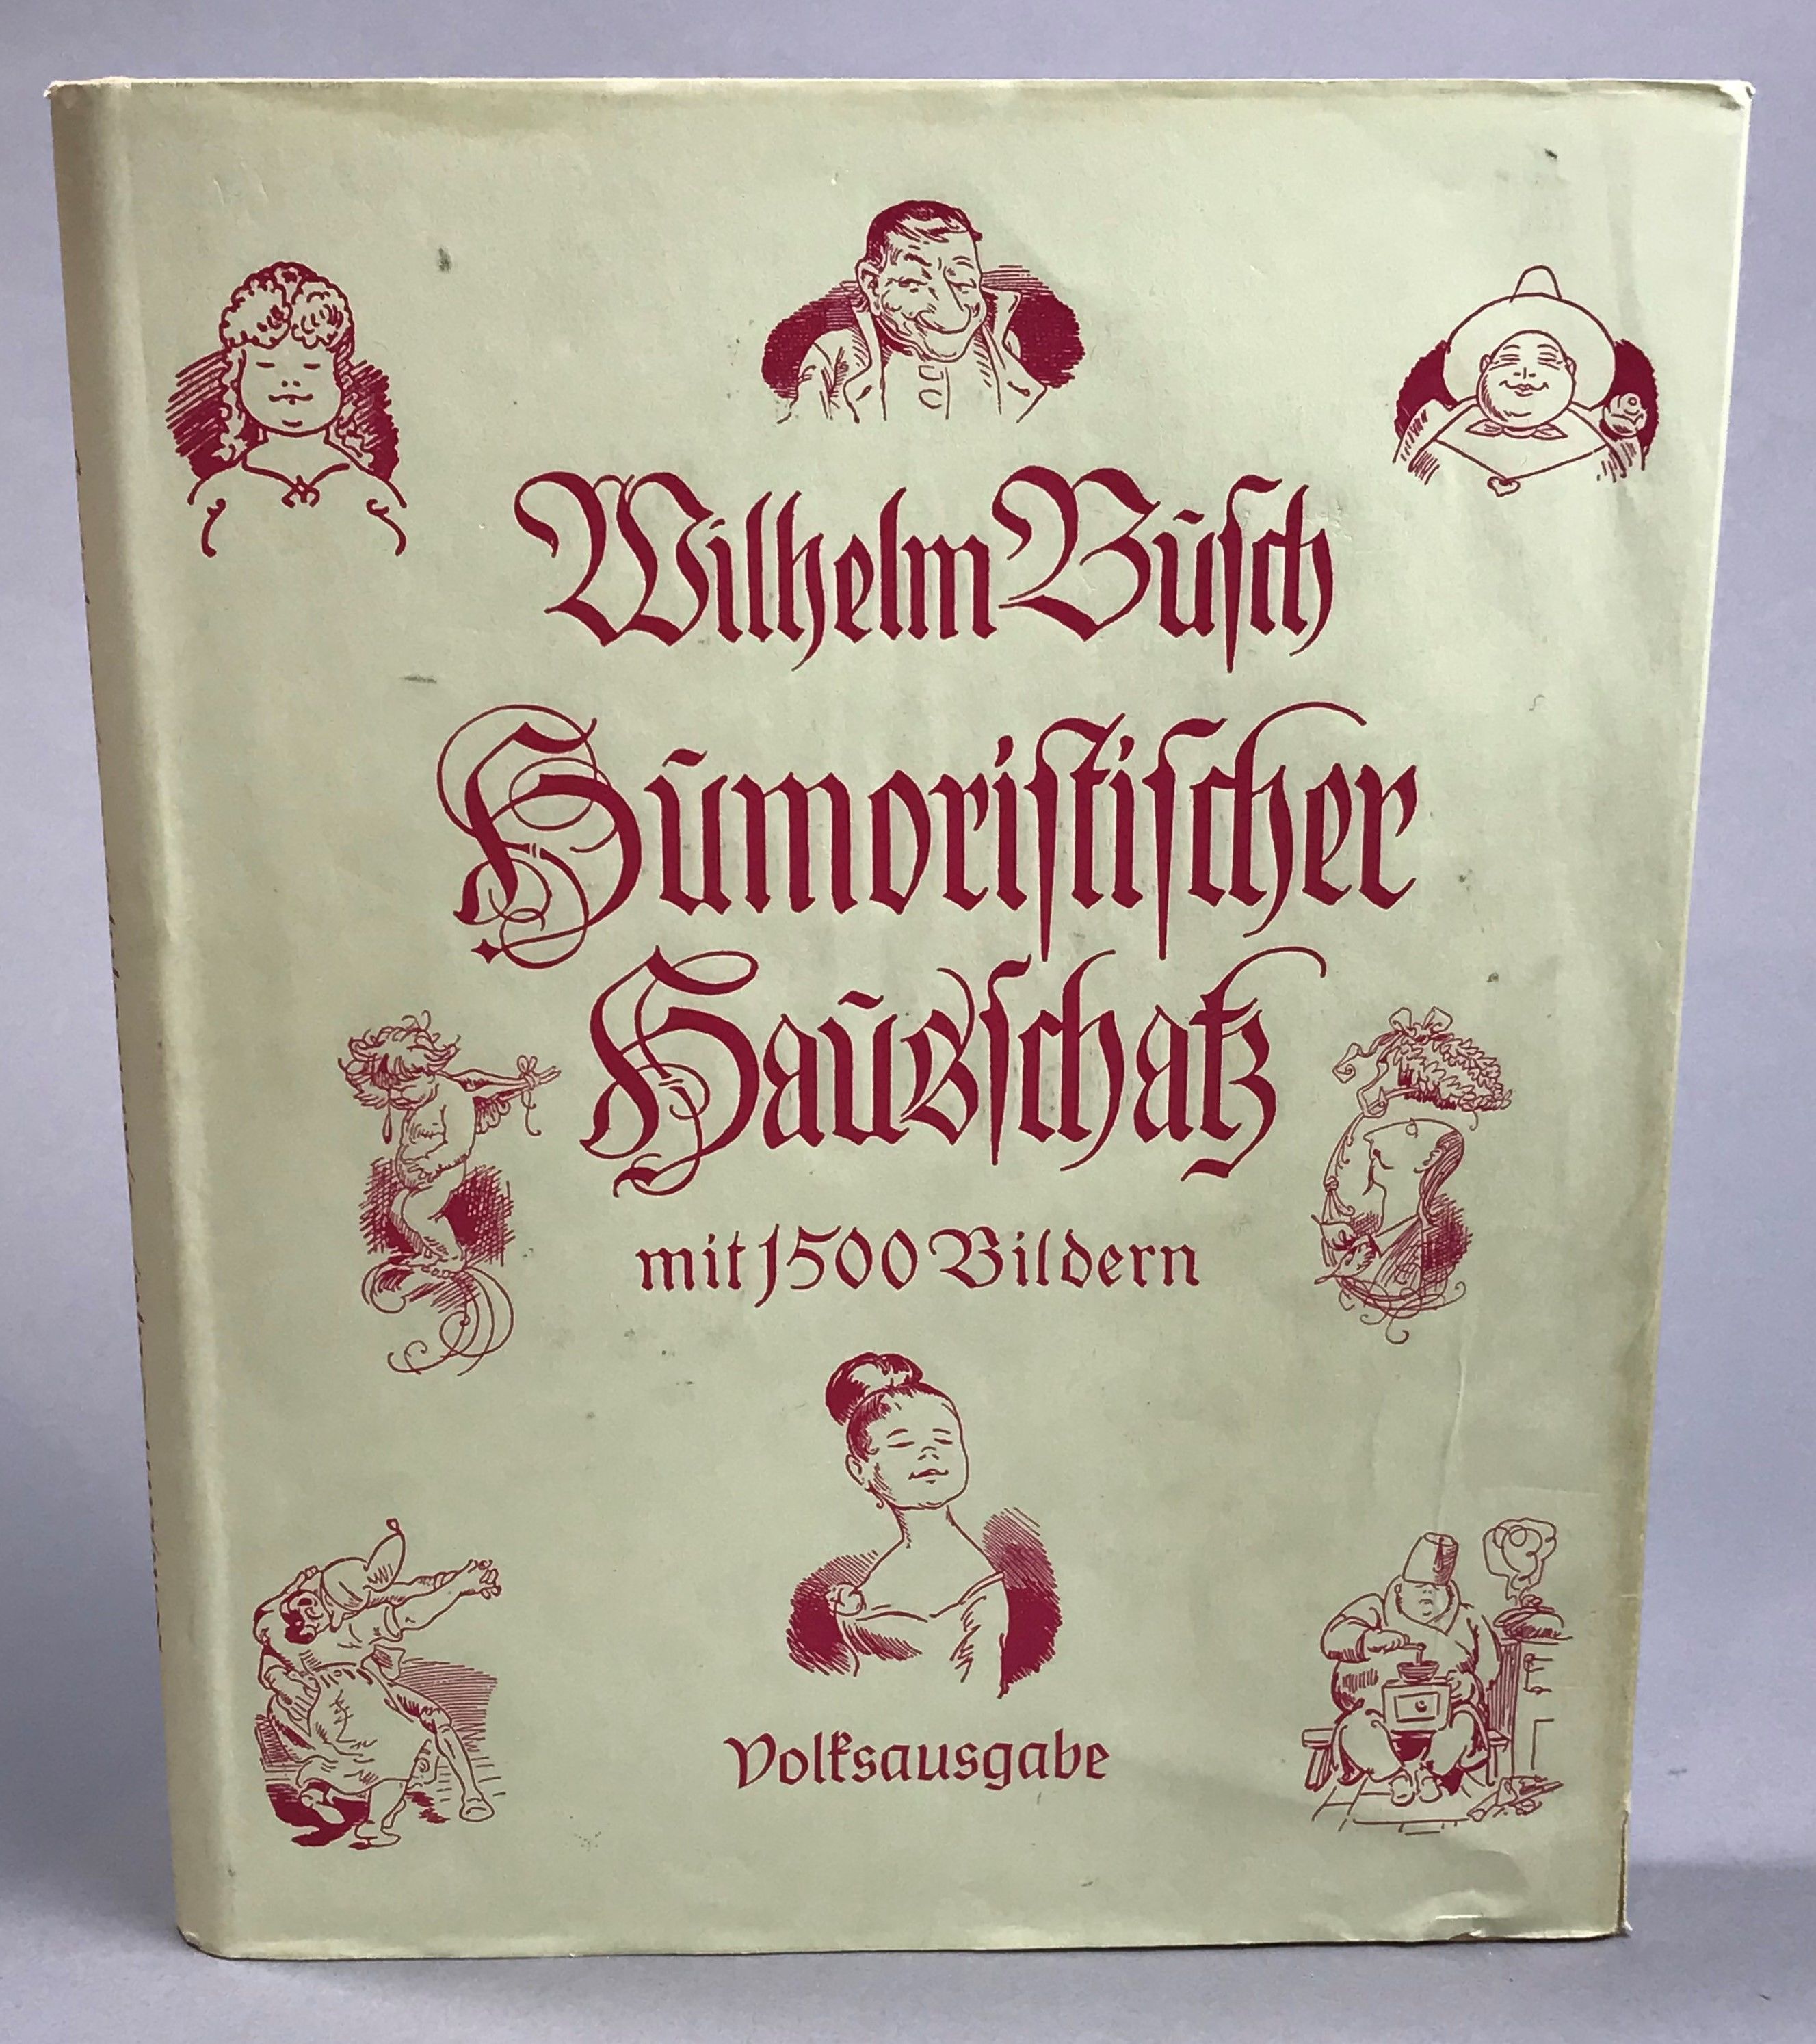 Wilhelm Busch
Humoristischer
Hausschatz
mit 1500 Bildern
Volksausgabe